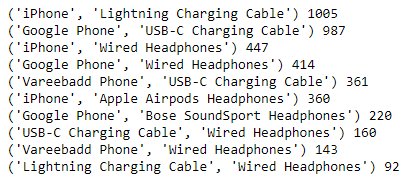 ('iPhone', 'Lightning Charging Cable') 1005
('Google Phone', 'USB-C Charging Cable') 987
('iPhone', 'Wired Headphones') 447
('Google Phone', 'Wired Headphones') 414
('Vareebadd Phone', 'USB-C Charging Cable') 361
('iPhone', 'Apple Airpods Headphones') 360
('Google Phone', 'Bose SoundSport Headphones') 220
('USB-C Charging Cable', 'Wired Headphones') 160
('Vareebadd Phone', 'Wired Headphones') 143
('Lightning Charging Cable', 'Wired Headphones') 92